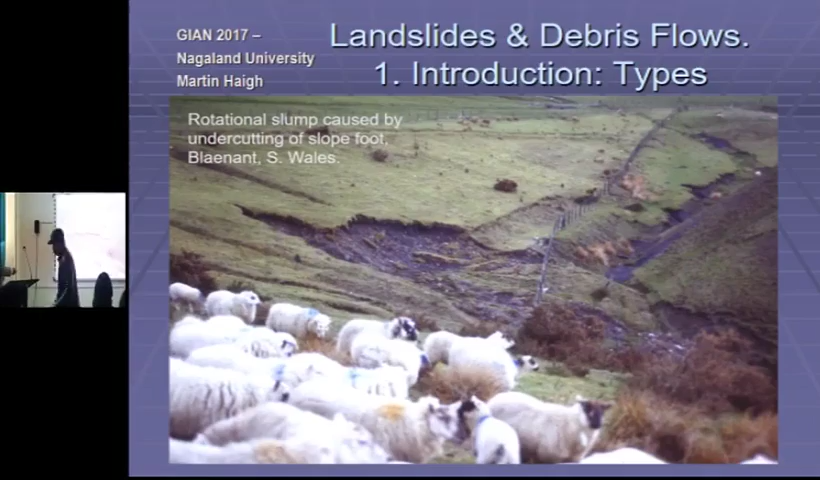 GIAN 2017 –
Nagaland University
Martin Haigh
Landslides & Debris Flows.
1. Introduction: Types
Rotational slump caused by
undercutting of slope foot,
Blaenant, S. Wales.